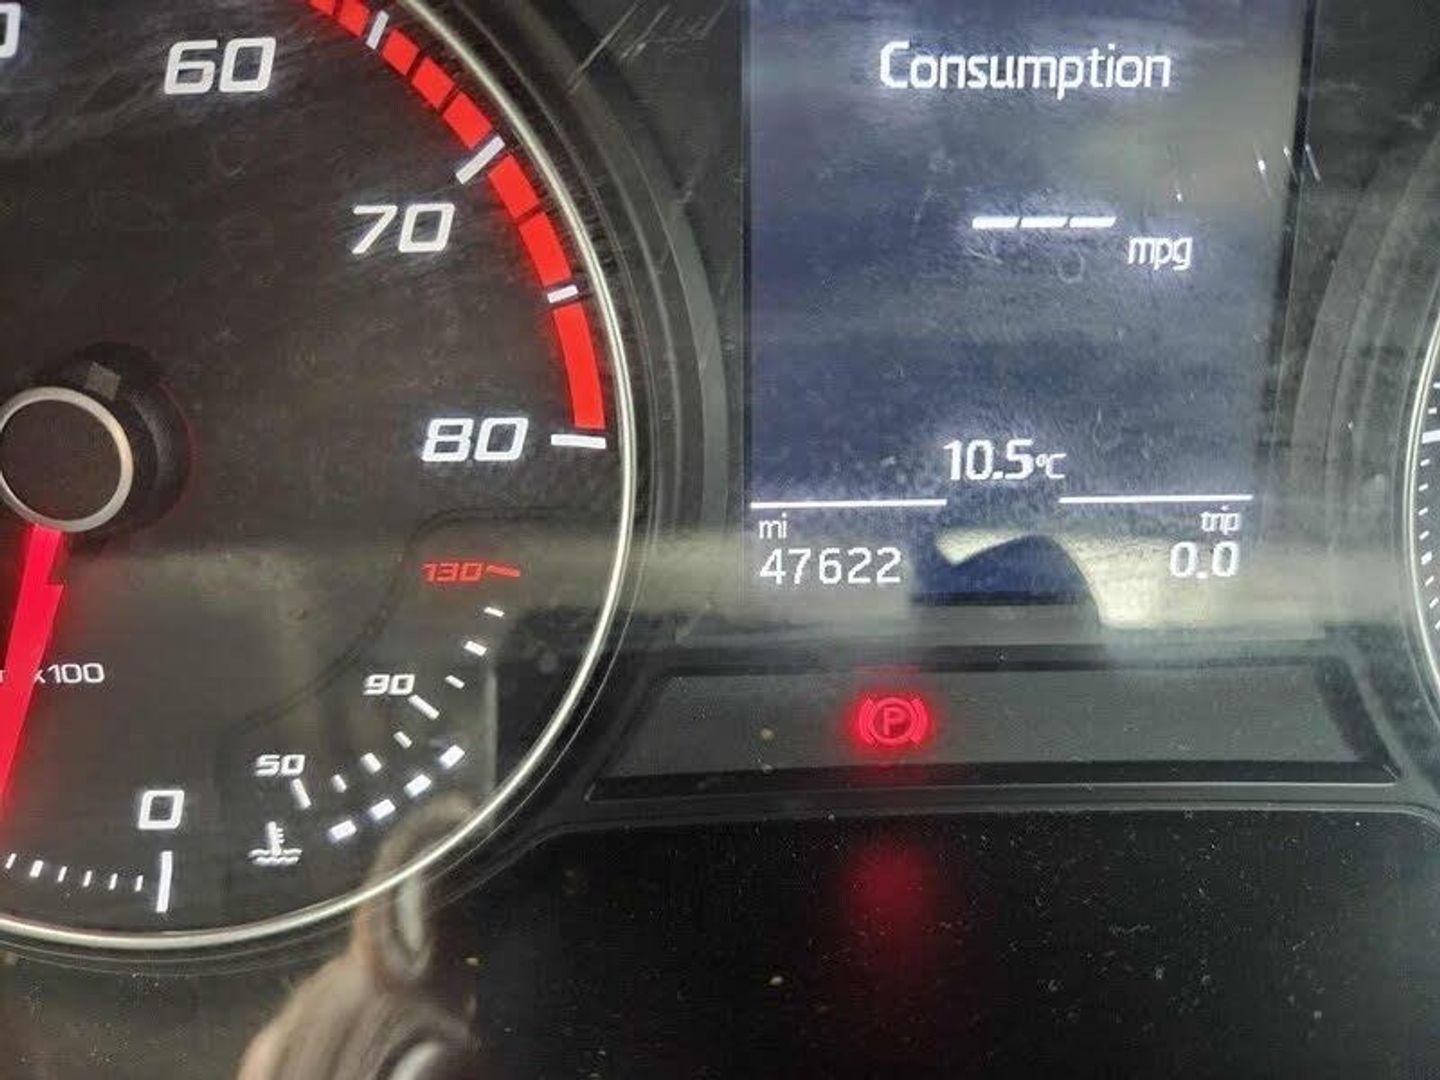 60
Consumption
70
--- mpg
80
10.5°C
mi
trip
47622
0.0
130
x100
90
P
50
0